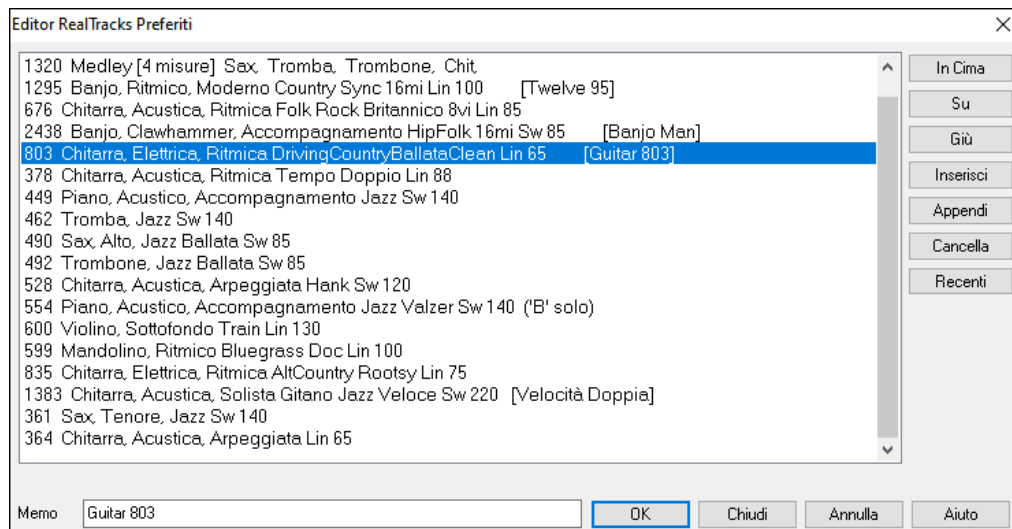 Editor RealTracks Preferiti
1320 Medley [4 misure] Sax, Tromba, Trombone, Chit,
1295 Banjo, Ritmico, Moderno Country Sync 16mi Lin 100 [Twelve 95]
676 Chitarra, Acustica, Ritmica Folk Rock Britannico 8vi Lin 85
2438 Banjo, Clawhammer, Accompagnamento HipFolk 16mi Sw 85 [Banjo Man]
803 Chitarra, Elettrica, Ritmica DrivingCountryBallataClean Lin 65 [Guitar 803]
378 Chitarra, Acustica, Ritmica Tempo Doppio Lin 88
449 Piano, Acustico, Accompagnamento Jazz Sw 140
462 Tromba, Jazz Sw 140
490 Sax, Alto, Jazz Ballata Sw 85
492 Trombone, Jazz Ballata Sw 85
528 Chitarra, Acustica, Arpeggiata Hank Sw 120
554 Piano, Acustico, Accompagnamento Jazz Valzer Sw 140 ('B' solo)
600 Violino, Sottofondo Train Lin 130
599 Mandolino, Ritmico Bluegrass Doc Lin 100
835 Chitarra, Elettrica, Ritmica AltCountry Rootsy Lin 75
1383 Chitarra, Acustica, Solista Gitano Jazz Veloce Sw 220 [Velocità Doppia]
361 Sax, Tenore, Jazz Sw 140
364 Chitarra, Acustica, Arpeggiata Lin 65
In Cima
Su
Giù
Inserisci
Appendi
Cancella
Recenti
Memo Guitar 803 OK Chiudi Annulla Aiuto